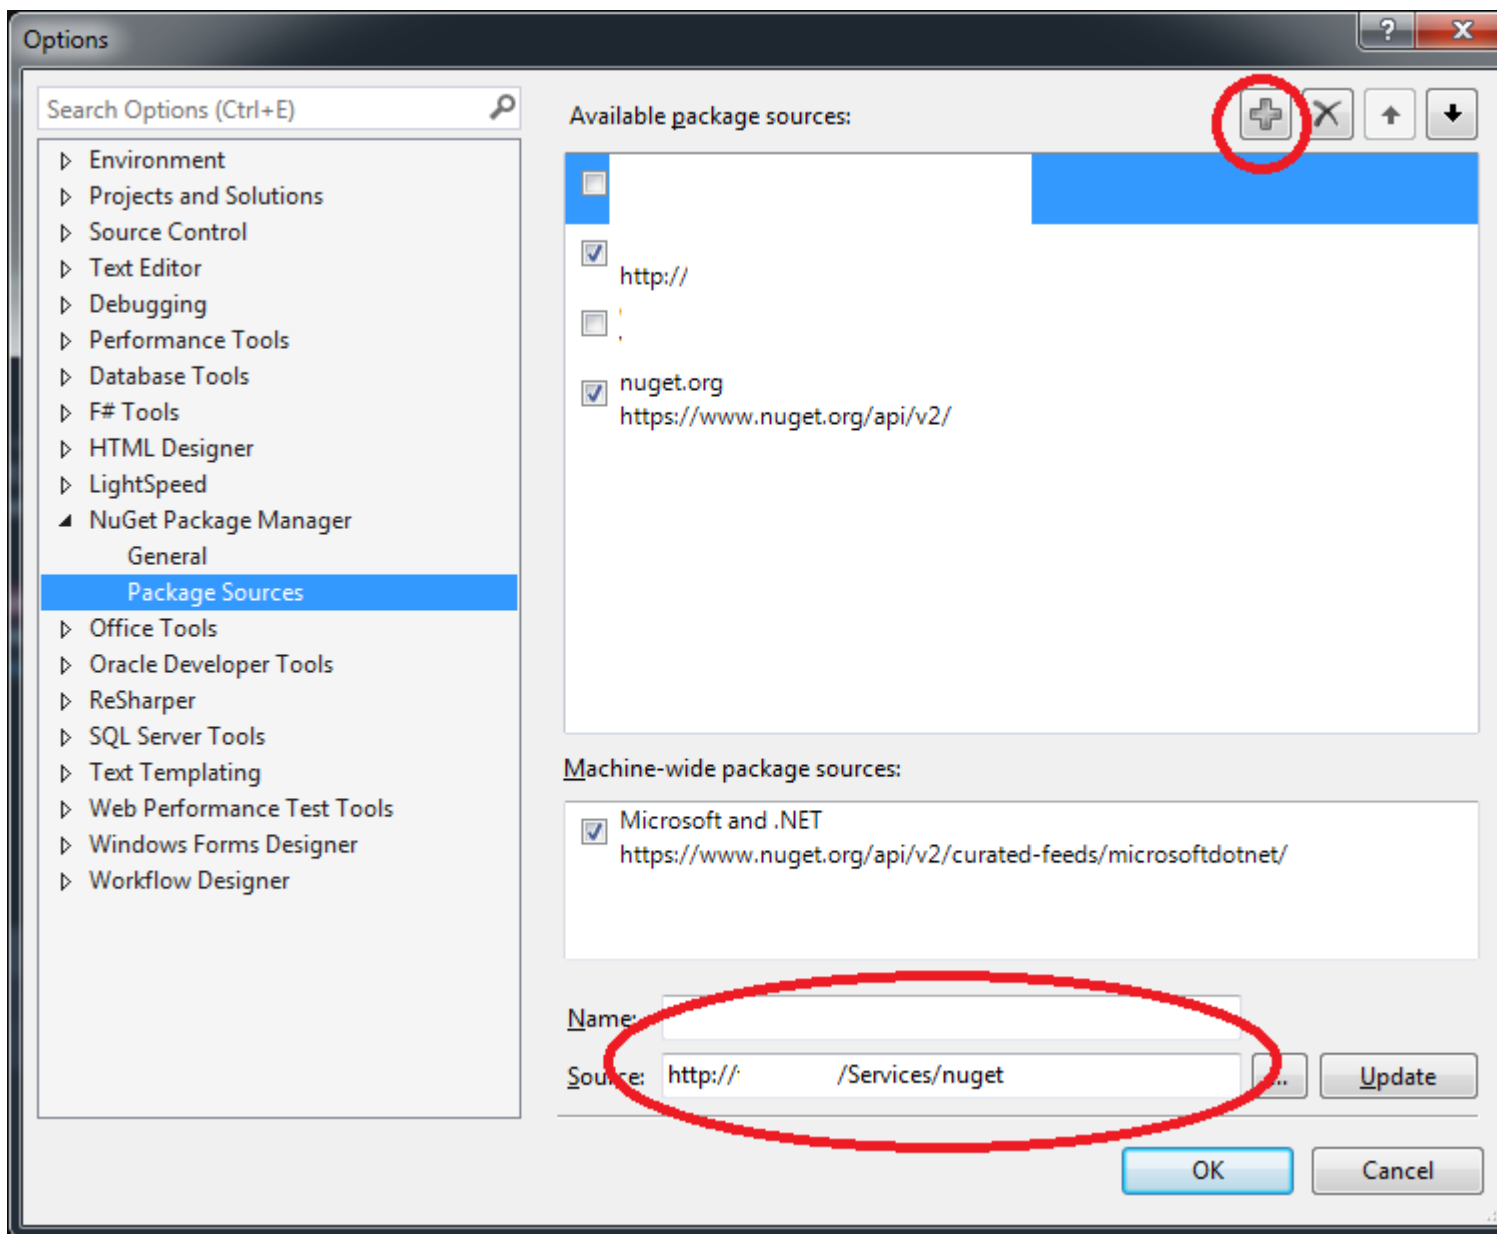 Options
Search Options (Ctrl+E)
Environment
Projects and Solutions
Source Control
Text Editor
Debugging
Performance Tools
Database Tools
F# Tools
HTML Designer
LightSpeed
NuGet Package Manager
General
Package Sources
Office Tools
Oracle Developer Tools
ReSharper
SQL Server Tools
Text Templating
Web Performance Test Tools
Windows Forms Designer
Workflow Designer
Available package sources:
http://
nuget.org
https://www.nuget.org/api/v2/
Machine-wide package sources:
Microsoft and .NET
https://www.nuget.org/api/v2/curated-feeds/microsoftdotnet/
Name:
Source: http:// /Services/nuget ... Update
OK Cancel